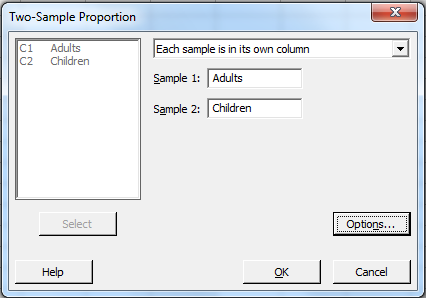 Two-Sample Proportion
C1 Adults
C2 Children
Each sample is in its own column
Sample 1: Adults
Sample 2: Children
Select
Options...
Help
OK
Cancel